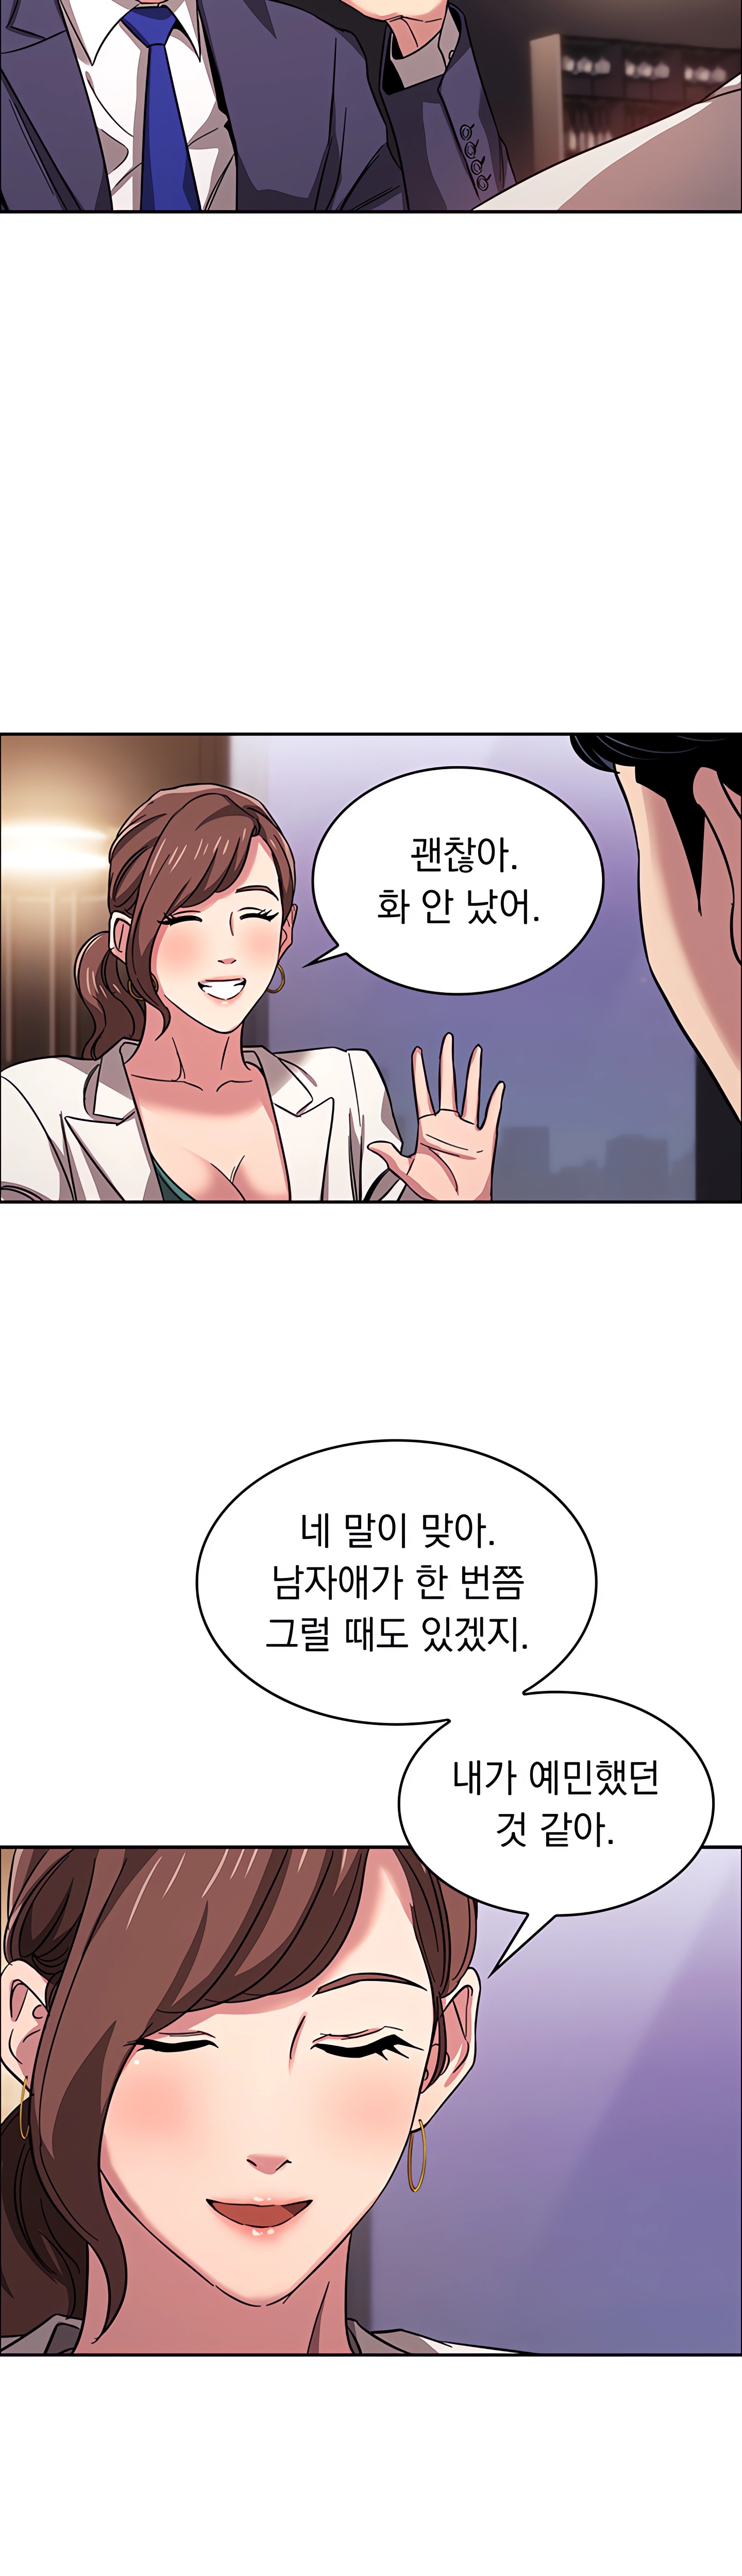 괜찮아.
화 안 났어.
네 말이 맞아.
남자애가 한 번쯤
그럴 때도 있겠지.
내가 예민했던
것 같아.